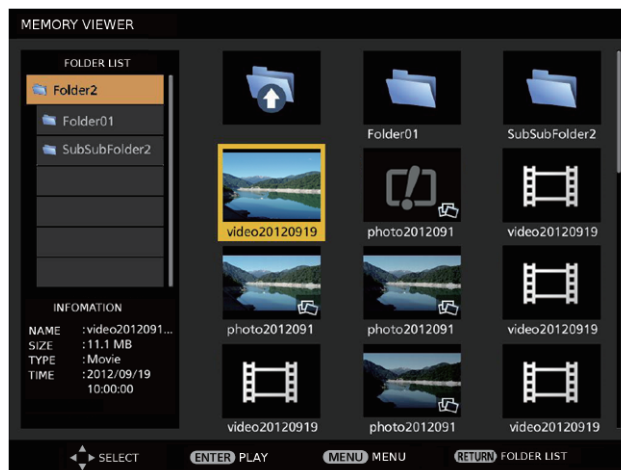 MEMORY VIEWER
FOLDER LIST
Folder2
Folder01
SubSubFolder2
INFOMATION
NAME :video2012091...
SIZE :11.1 MB
TYPE :Movie
TIME :2012/09/19
10:00:00
Folder01 SubSubFolder2
video20120919 photo2012091 video20120919
photo2012091 photo2012091 video20120919
video20120919 photo2012091 video20120919
SELECT ENTER PLAY MENU MENU RETURN FOLDER LIST